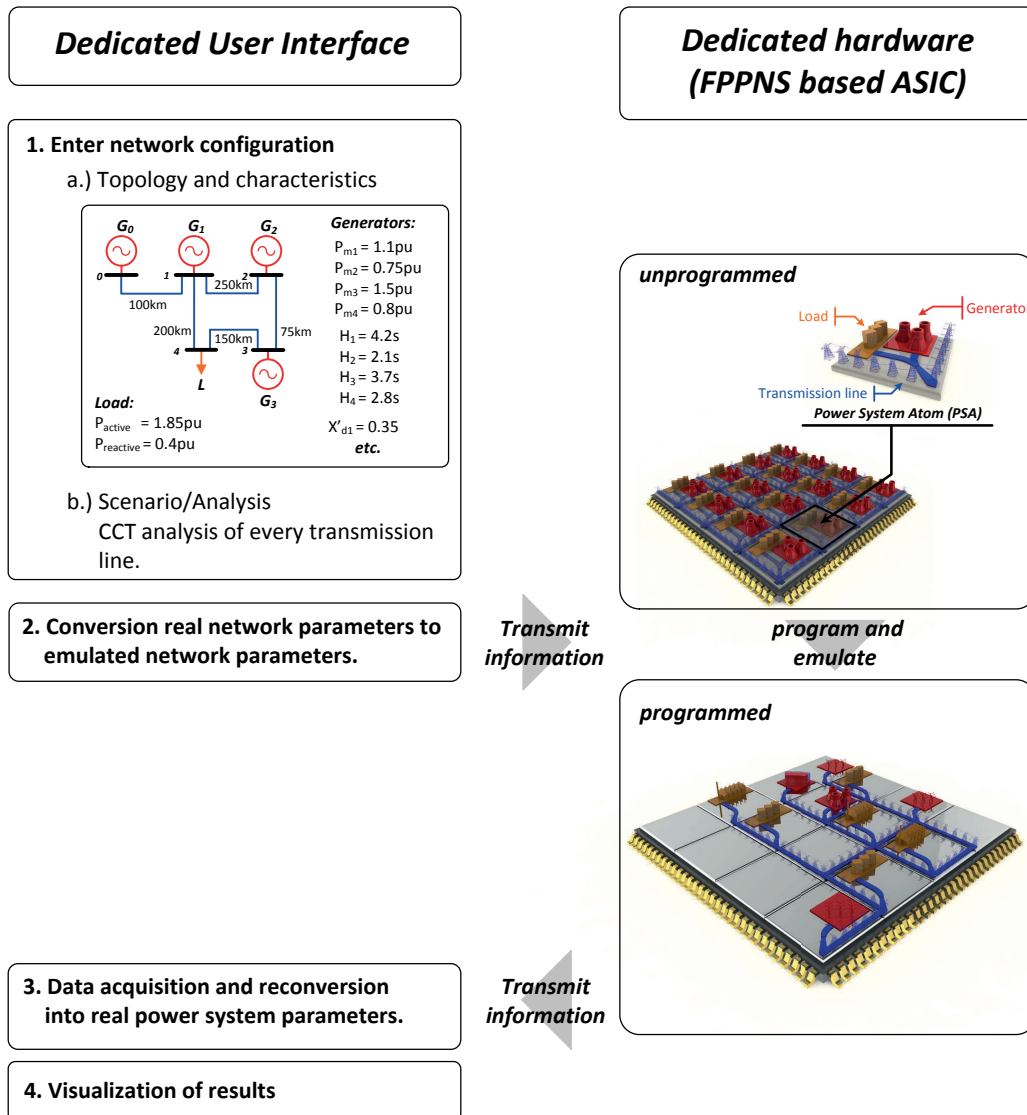 Dedicated User Interface
Dedicated hardware
(FPPNS based ASIC)
1. Enter network configuration
a.) Topology and characteristics
G0 G1 G2
0 1 2
100km
250km
200km
150km
75km
4 3
L
G3
Load:
Pactive = 1.85pu
Preactive = 0.4pu
Generators:
Pm1 = 1.1pu
Pm2 = 0.75pu
Pm3 = 1.5pu
Pm4 = 0.8pu
H1 = 4.2s
H2 = 2.1s
H3 = 3.7s
H4 = 2.8s
X'd1 = 0.35
etc.
b.) Scenario/Analysis
CCT analysis of every transmission
line.
2. Conversion real network parameters to
emulated network parameters.
Transmit
information
unprogrammed
Load
Generator
Transmission line
Power System Atom (PSA)
program and
emulate
programmed
3. Data acquisition and reconversion
into real power system parameters.
Transmit
information
4. Visualization of results